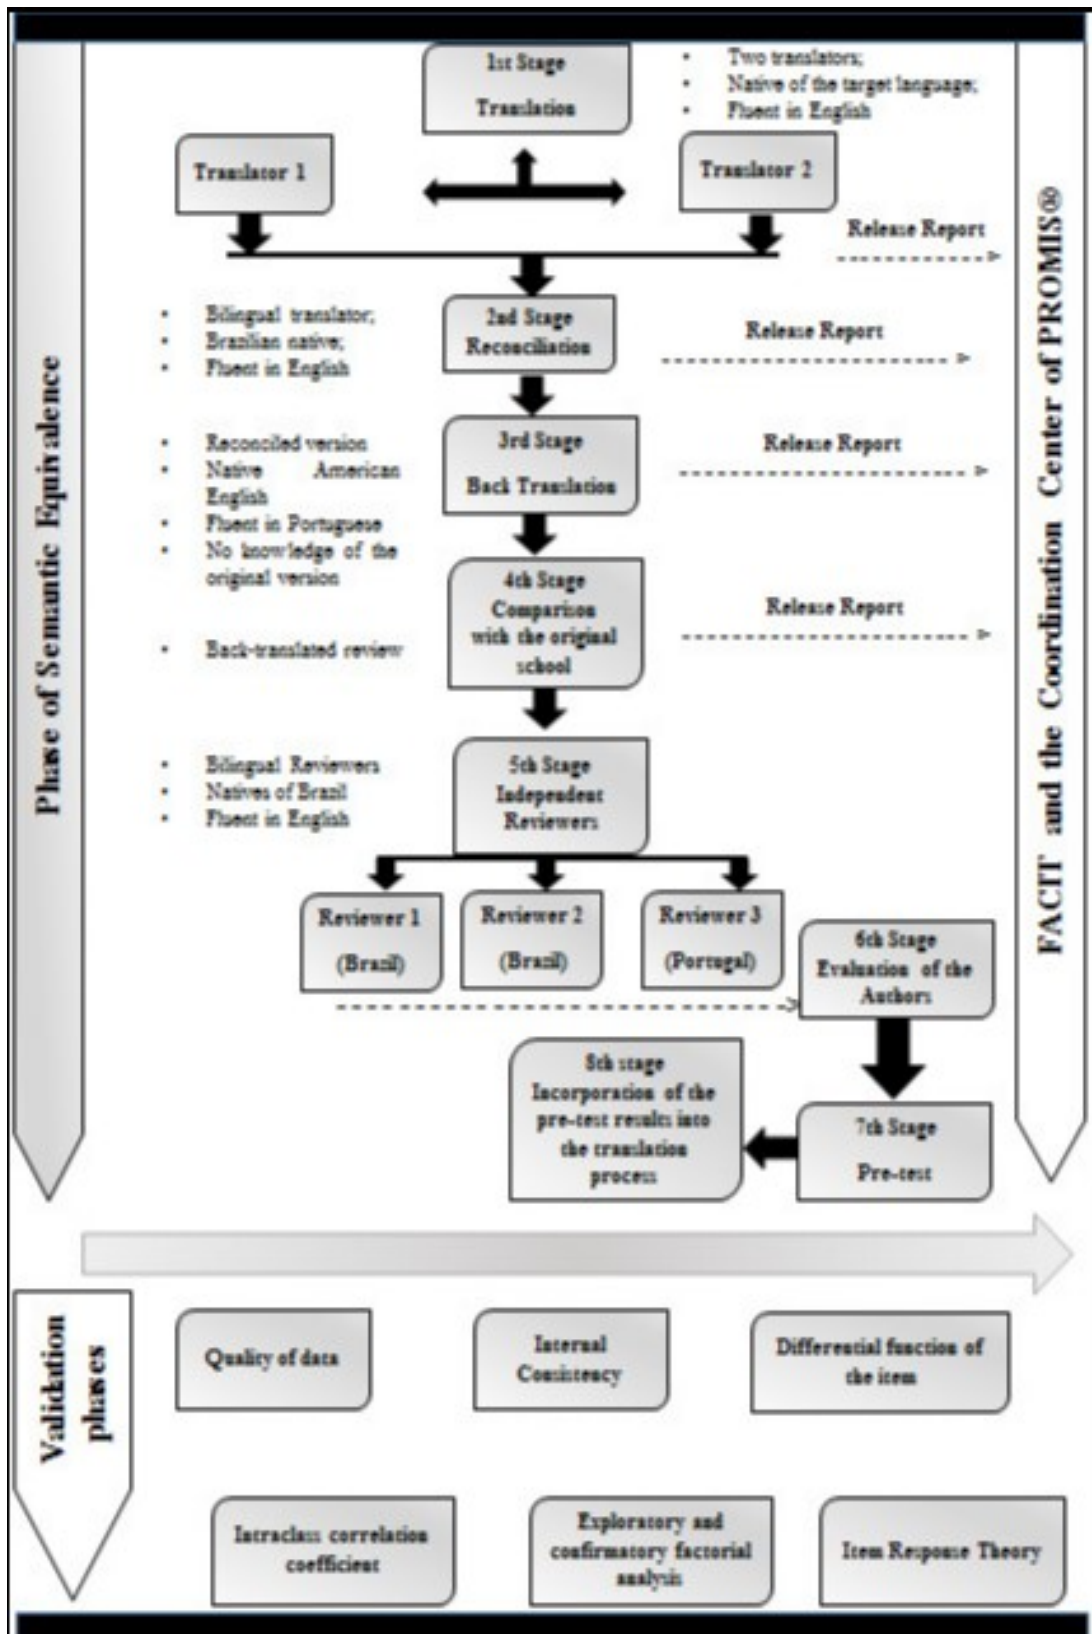 1st Stage
Translation
• Two translators;
• Native of the target language;
• Fluent in English
Translator 1
Translator 2
Release Report
• Bilingual translator;
• Brazilian native;
• Fluent in English
2nd Stage
Reconciliation
Release Report
• Reconciled version
• Native American
English
• Fluent in Portuguese
• No knowledge of the
original version
3rd Stage
Back Translation
Release Report
4th Stage
Comparison
with the original
school
Release Report
• Back-translated review
• Bilingual Reviewers
• Natives of Brazil
• Fluent in English
5th Stage
Independent
Reviewers
Reviewer 1
(Brazil)
Reviewer 2
(Brazil)
Reviewer 3
(Portugal)
6th Stage
Evaluation of the
Authors
7th Stage
Pre-test
8th stage
Incorporation of the
pre-test results into
the translation
process
Phase of Semantic Equivalence
FACIT and the Coordination Center of PROMIS®
Validation
phases
Quality of data
Internal
Consistency
Differential function of
the item
Intraclass correlation
coefficient
Exploratory and
confirmatory factorial
analysis
Item Response Theory